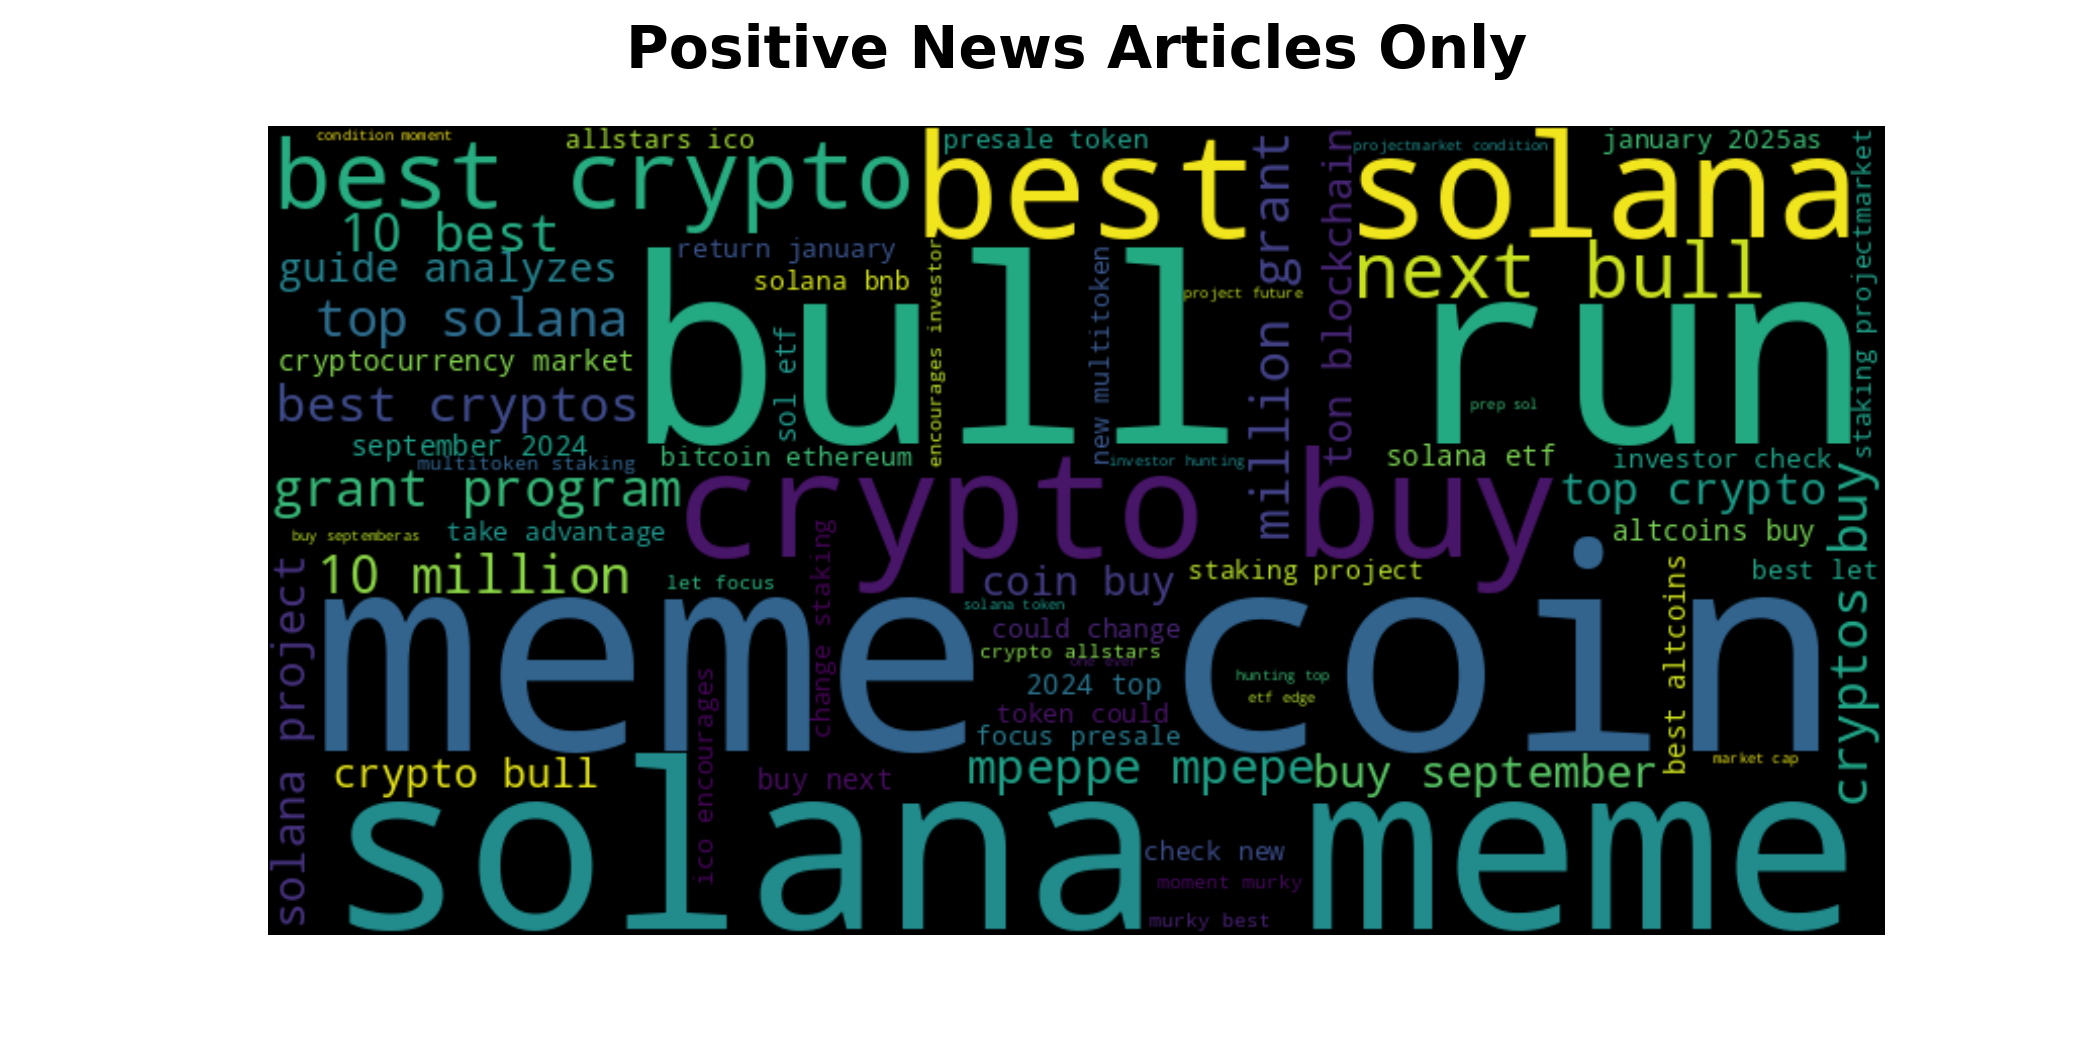 Positive News Articles Only
condition moment
allstars ico
presale token
projectmarket condition
january 2025as
best crypto
best
solana
million grant
ton blockchain
staking projectmarket
10 best
return january
next bull
guide analyzes
solana bnb
encourages investor
new multitoken
project future
top solana
bull run
sol etf
cryptocurrency market
best cryptos
prep sol
september 2024
multitoken staking
bitcoin ethereum
investor hunting
solana etf
investor check
grant program
crypto buy
top crypto
cryptos buy
buy septemberas
take advantage
altcoins buy
10 million
let focus
change staking
coin buy
staking project
best let
solana project
solana token
meme coin
could change
crypto allstars
one ever
best altcoins
2024 top
hunting top
etf edge
token could
ico encourages
focus presale
crypto bull
buy next
mpeppe mpepe
buy september
market cap
solana meme
check new
moment murky
murky best